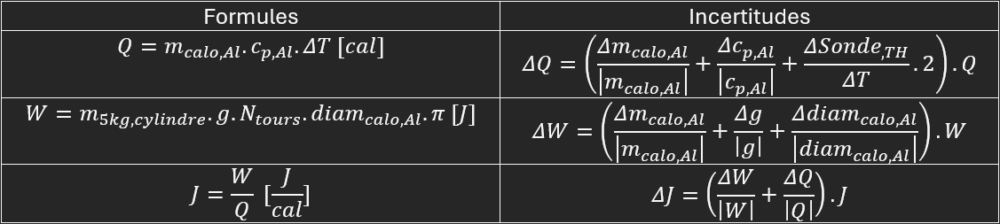 Formules Incertitudes
Q = m_calo,Al . c_p,Al . ΔT [cal] ΔQ = (Δm_calo,Al/|m_calo,Al| + Δc_p,Al/|c_p,Al| + ΔSonde_,TH/ΔT . 2) . Q
W = m_5kg,cylindre . g . N_tours . diam_calo,Al . π [J] ΔW = (Δm_calo,Al/|m_calo,Al| + Δg/|g| + Δdiam_calo,Al/|diam_calo,Al|) . W
J = W/Q [J/cal] ΔJ = (ΔW/|W| + ΔQ/|Q|) . J